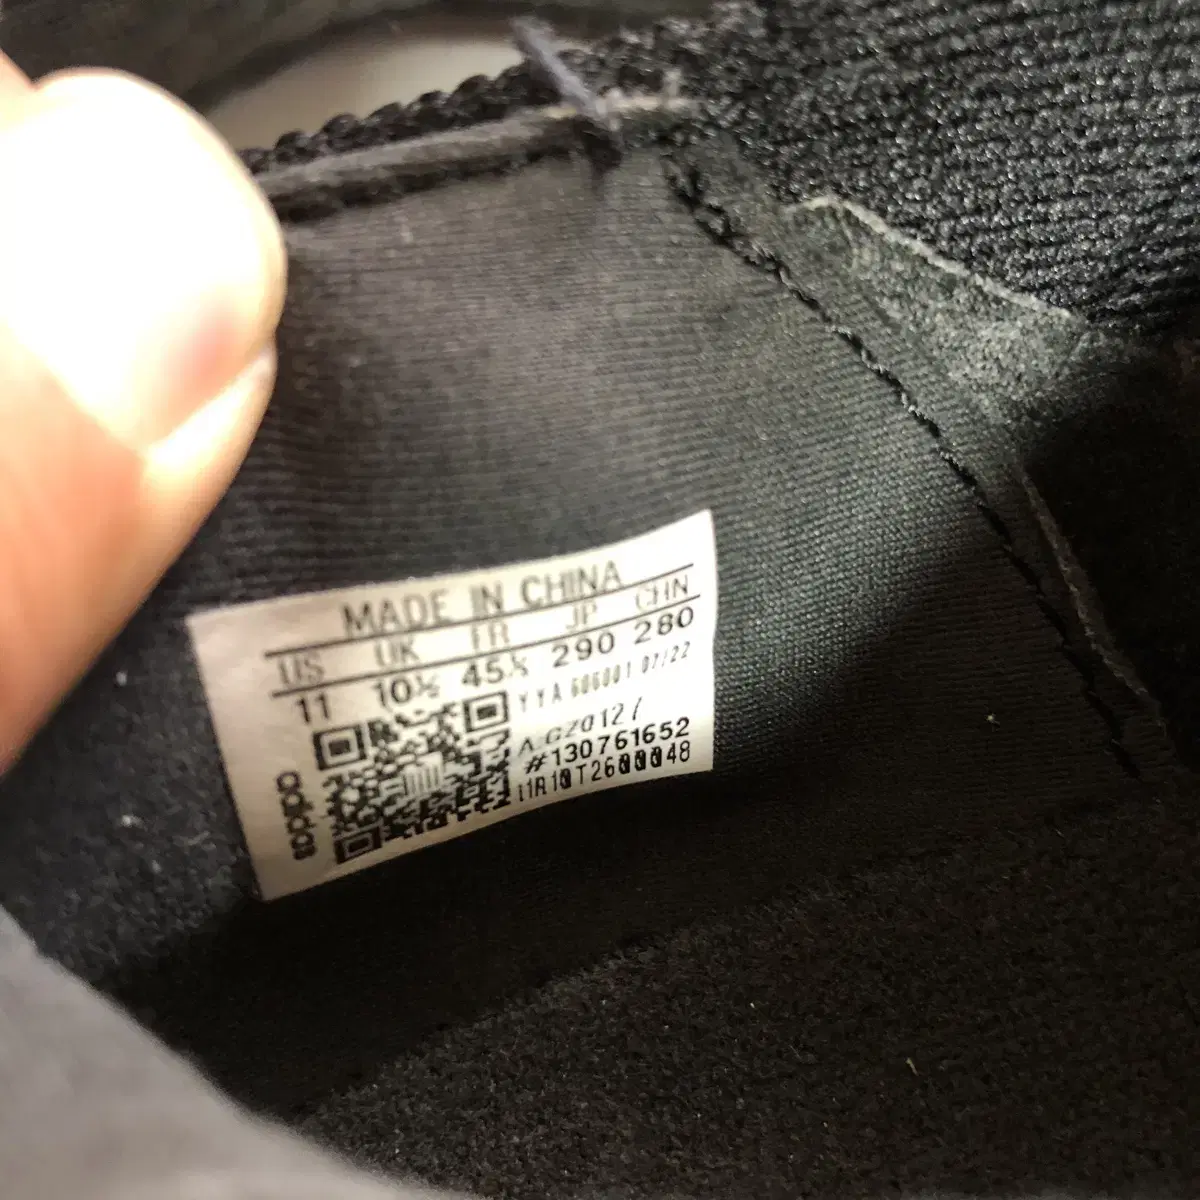 MADE IN CHINA
US UK FR JP CHN
11 10½ 45⅓ 290 280
YYA 606001 07/22
#130761652
adidas